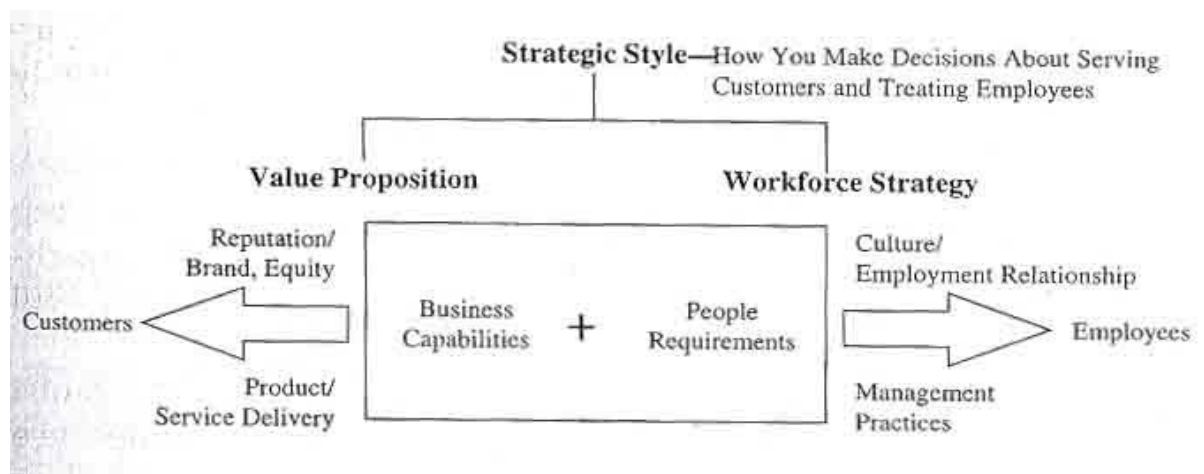 Strategic Style—How You Make Decisions About Serving
Customers and Treating Employees
Value Proposition
Workforce Strategy
Reputation/
Brand, Equity
Culture/
Employment Relationship
Customers
Business
Capabilities
+
People
Requirements
Employees
Product/
Service Delivery
Management
Practices